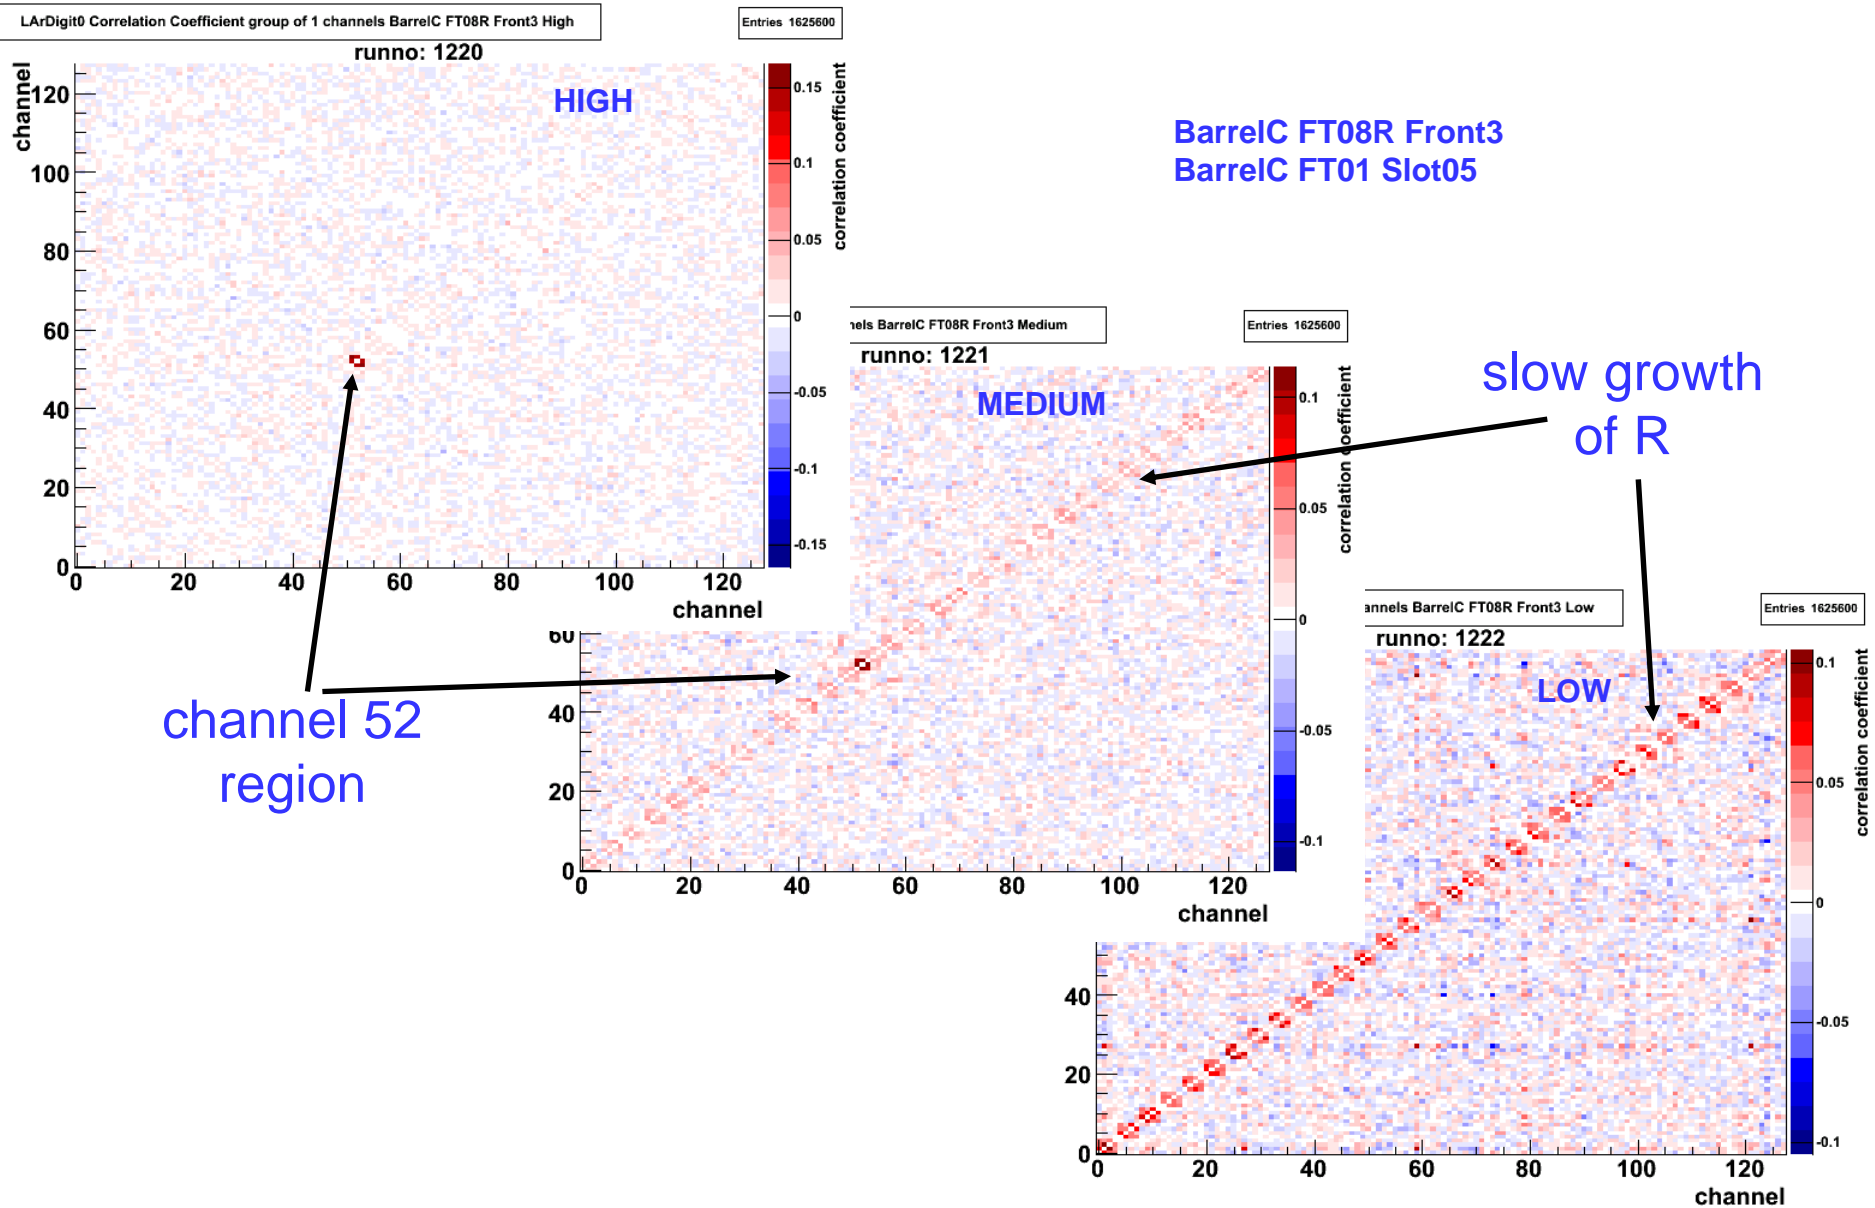 LArDigit0 Correlation Coefficient group of 1 channels BarrelC FT08R Front3 High
Entries 1625600
runno: 1220
channel
120
100
80
60
40
20
0
HIGH
0.15
0.1
0.05
0
-0.05
-0.1
-0.15
correlation coefficient
0 20 40 60 80 100 120
channel
BarrelC FT08R Front3
BarrelC FT01 Slot05
nels BarrelC FT08R Front3 Medium
Entries 1625600
runno: 1221
MEDIUM
0.1
0.05
0
-0.05
-0.1
correlation coefficient
60
40
20
0
0 20 40 60 80 100 120
channel
slow growth
of R
channel 52
region
annels BarrelC FT08R Front3 Low
Entries 1625600
runno: 1222
LOW
0.1
0.05
0
-0.05
-0.1
correlation coefficient
40
20
0
0 20 40 60 80 100 120
channel